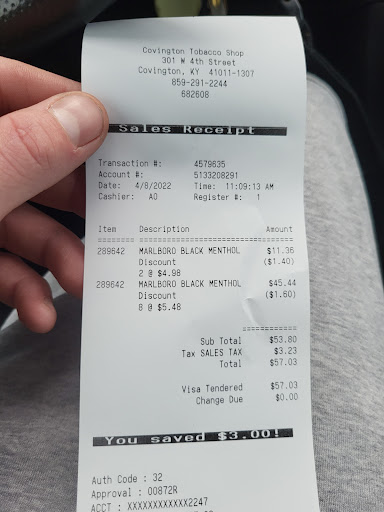 Covington Tobacco Shop
301 W 4th Street
Covington, KY 41011-1307
859-291-2244
682608
Sales Receipt
Transaction #: 4579635
Account #: 5133208291
Date: 4/8/2022 Time: 11:09:13 AM
Cashier: AO Register #: 1
Item Description Amount
289642 MARLBORO BLACK MENTHOL $11.36
Discount ($1.40)
2 @ $4.98
289642 MARLBORO BLACK MENTHOL $45.44
Discount ($1.60)
8 @ $5.48
Sub Total $53.80
Tax SALES TAX $3.23
Total $57.03
Visa Tendered $57.03
Change Due $0.00
You saved $3.00!
Auth Code : 32
Approval : 00872R
ACCT : XXXXXXXXXXXX2247